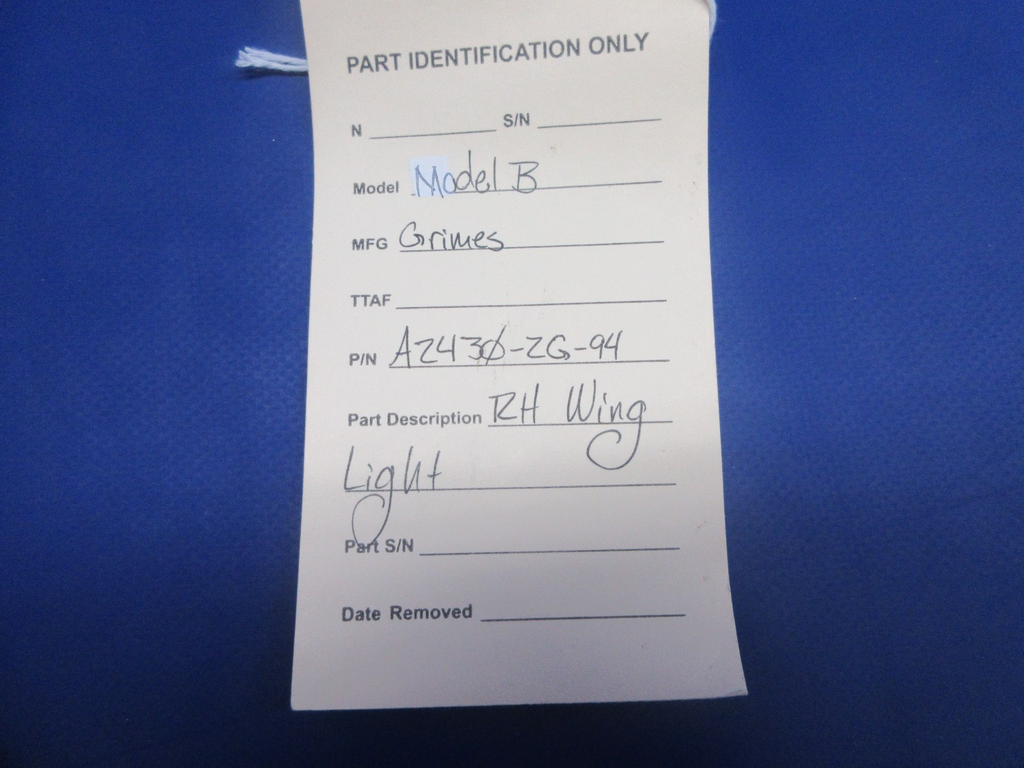 PART IDENTIFICATION ONLY
N S/N
Model Model B
MFG Grimes
TTAF
P/N A2430-2G-94
Part Description RH Wing
Light
Part S/N
Date Removed